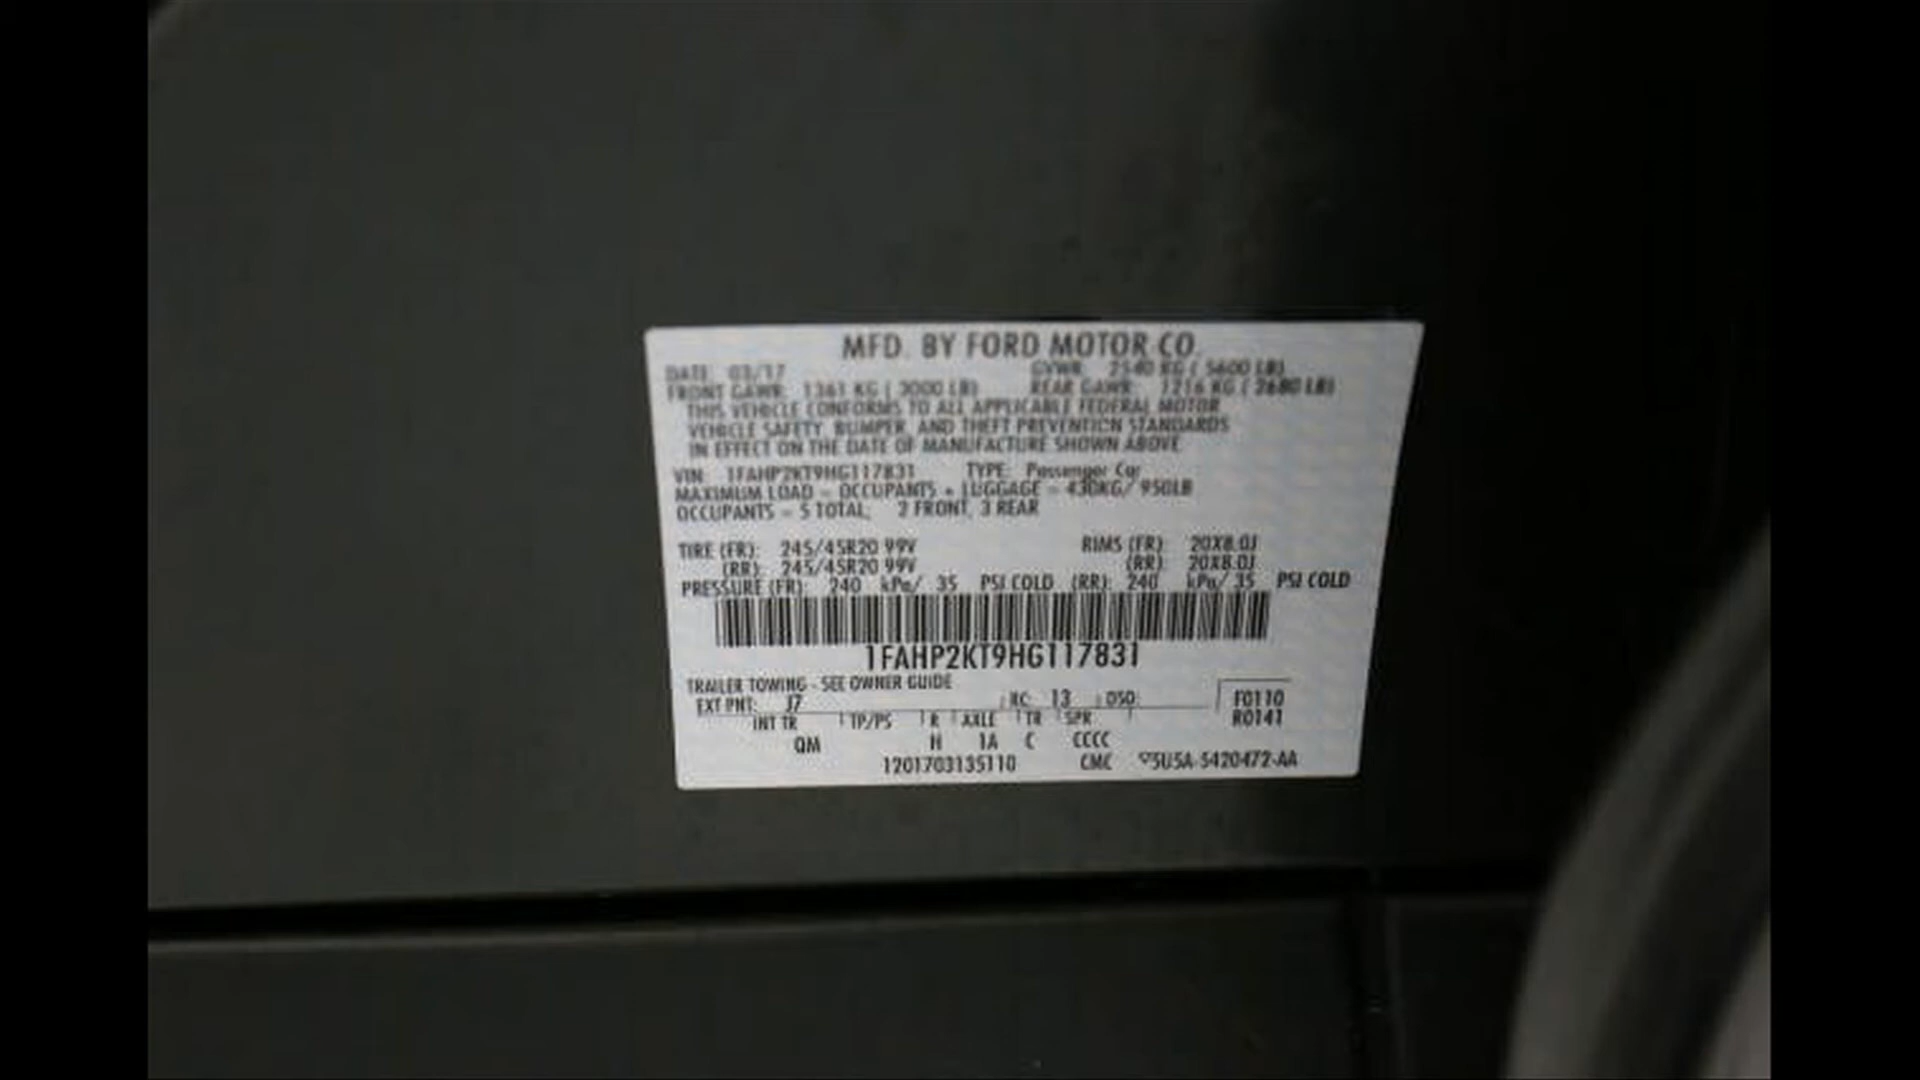 MFD. BY FORD MOTOR CO.
DATE: 03/17 GVWR: 2540 KG ( 5600 LB)
FRONT GAWR: 1361 KG ( 3000 LB) REAR GAWR: 1216 KG ( 2680 LB)
THIS VEHICLE CONFORMS TO ALL APPLICABLE FEDERAL MOTOR
VEHICLE SAFETY, BUMPER, AND THEFT PREVENTION STANDARDS
IN EFFECT ON THE DATE OF MANUFACTURE SHOWN ABOVE.
VIN: 1FAHP2KT9HG117831 TYPE: Passenger Car
MAXIMUM LOAD = OCCUPANTS + LUGGAGE = 430KG/ 950LB
OCCUPANTS = 5 TOTAL; 2 FRONT, 3 REAR
TIRE (FR): 245/45R20 99V RIMS (FR): 20X8.0J
(RR): 245/45R20 99V (RR): 20X8.0J
PRESSURE (FR): 240 kPa/ 35 PSI COLD (RR): 240 kPa/ 35 PSI COLD
1FAHP2KT9HG117831
TRAILER TOWING - SEE OWNER GUIDE
EXT PNT: J7 RC: 13 DSO: F0110
INT TR TP/PS R AXLE TR SPR R0141
QM H 1A C CCCC
1201703135110 CMC 5U5A-5420472-AA